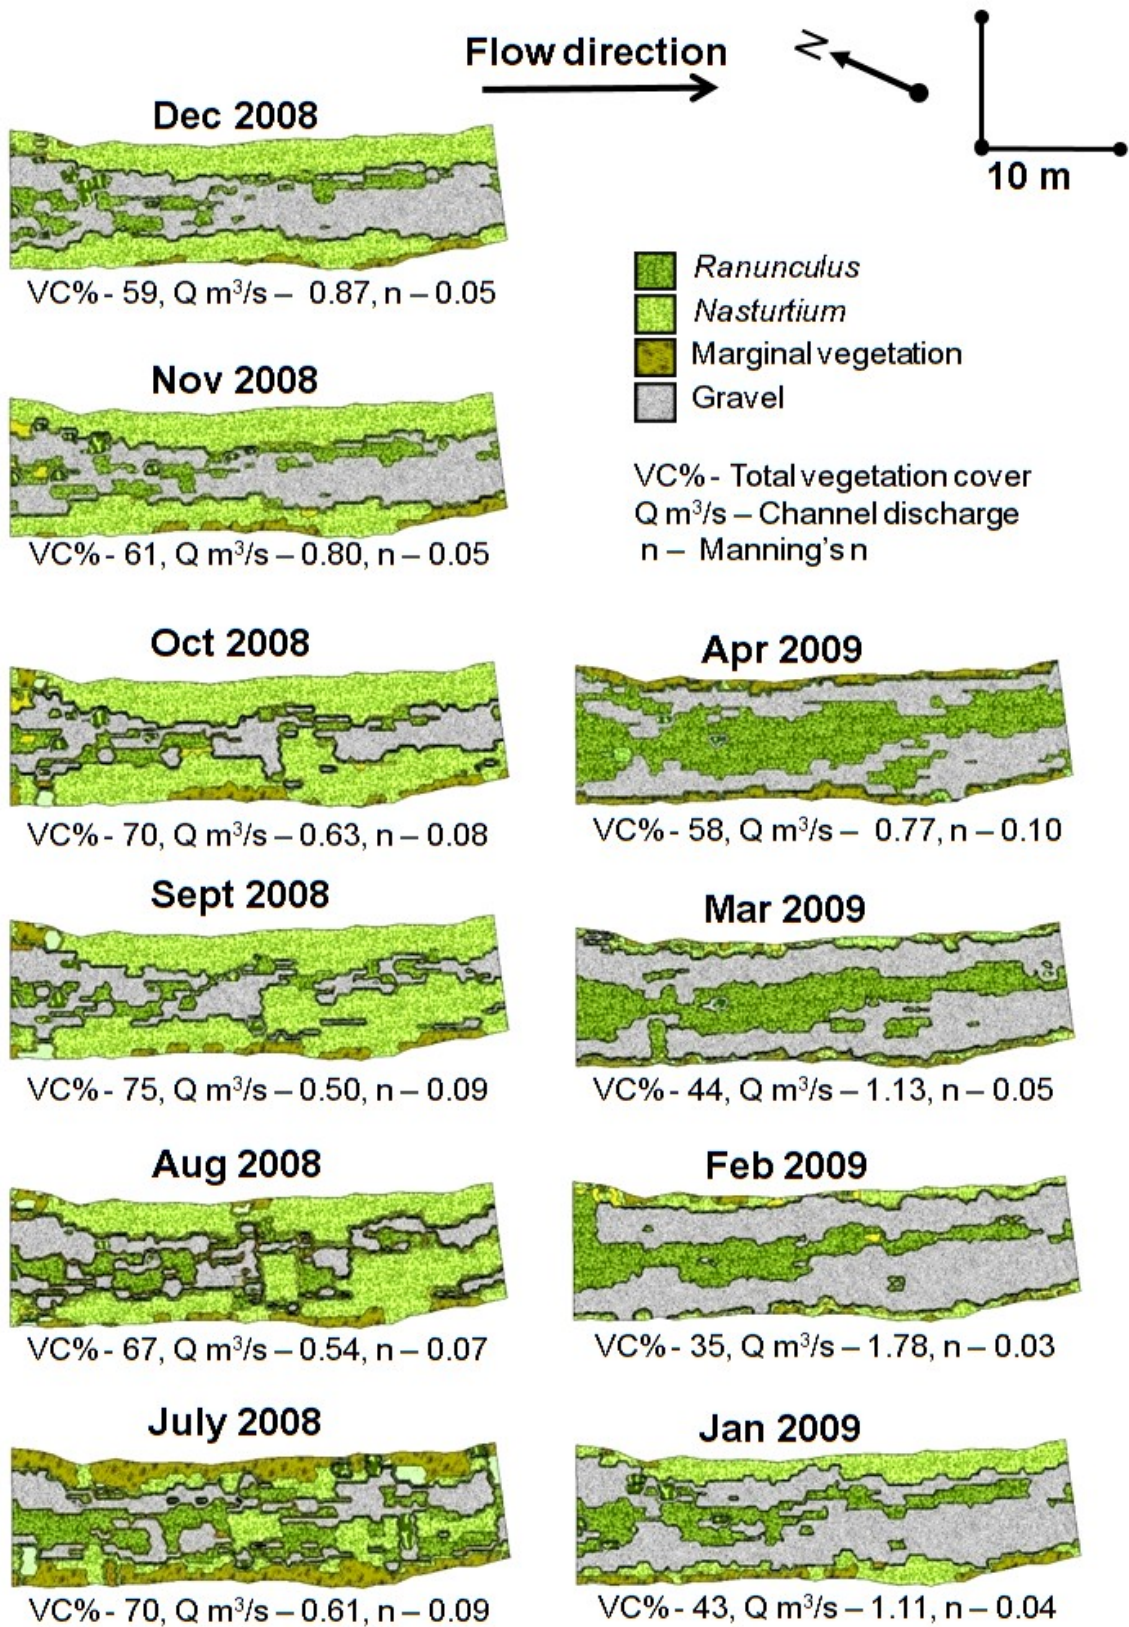 Flow direction
N
10 m
Dec 2008
VC% - 59, Q m³/s – 0.87, n – 0.05
Ranunculus
Nasturtium
Marginal vegetation
Gravel
Nov 2008
VC% - 61, Q m³/s – 0.80, n – 0.05
VC% - Total vegetation cover
Q m³/s – Channel discharge
n – Manning's n
Oct 2008
VC% - 70, Q m³/s – 0.63, n – 0.08
Sept 2008
VC% - 75, Q m³/s – 0.50, n – 0.09
Aug 2008
VC% - 67, Q m³/s – 0.54, n – 0.07
July 2008
VC% - 70, Q m³/s – 0.61, n – 0.09
Apr 2009
VC% - 58, Q m³/s – 0.77, n – 0.10
Mar 2009
VC% - 44, Q m³/s – 1.13, n – 0.05
Feb 2009
VC% - 35, Q m³/s – 1.78, n – 0.03
Jan 2009
VC% - 43, Q m³/s – 1.11, n – 0.04